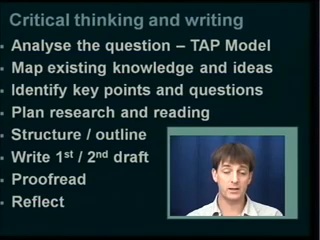 Critical thinking and writing
Analyse the question – TAP Model
Map existing knowledge and ideas
Identify key points and questions
Plan research and reading
Structure / outline
Write 1st / 2nd draft
Proofread
Reflect